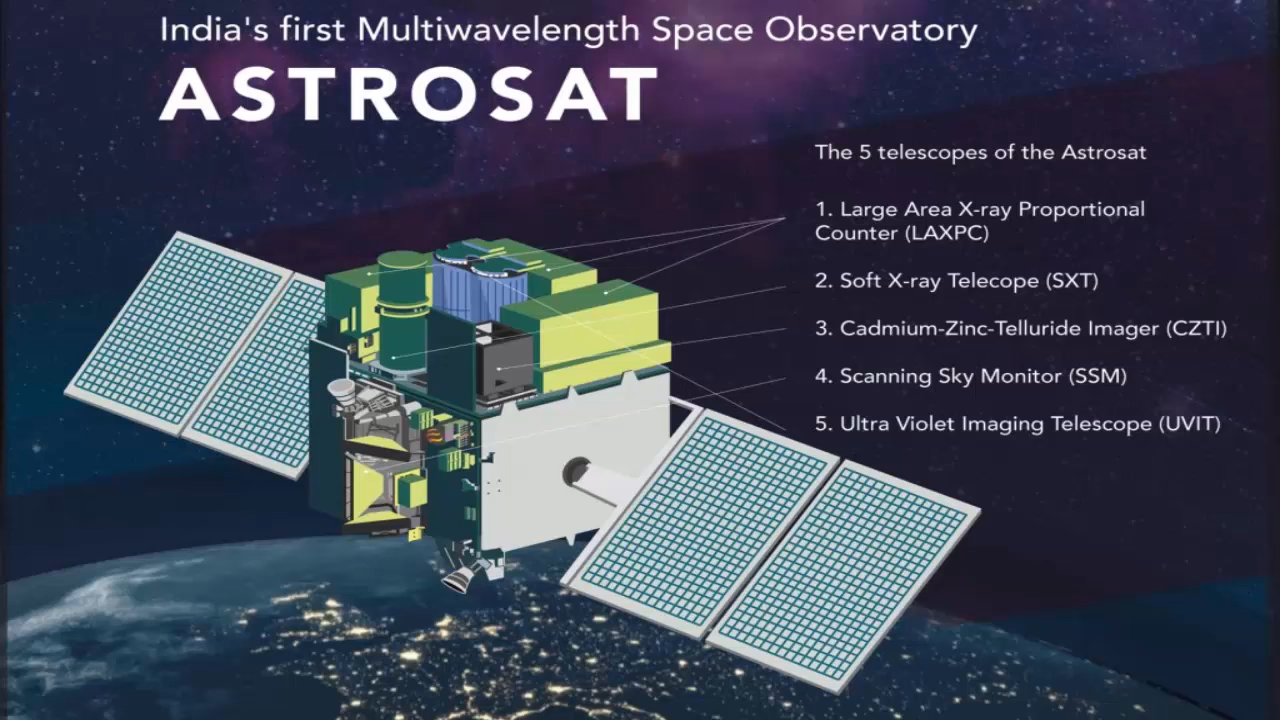 India's first Multiwavelength Space Observatory
ASTROSAT
The 5 telescopes of the Astrosat
1. Large Area X-ray Proportional
Counter (LAXPC)
2. Soft X-ray Telecope (SXT)
3. Cadmium-Zinc-Telluride Imager (CZTI)
4. Scanning Sky Monitor (SSM)
5. Ultra Violet Imaging Telescope (UVIT)